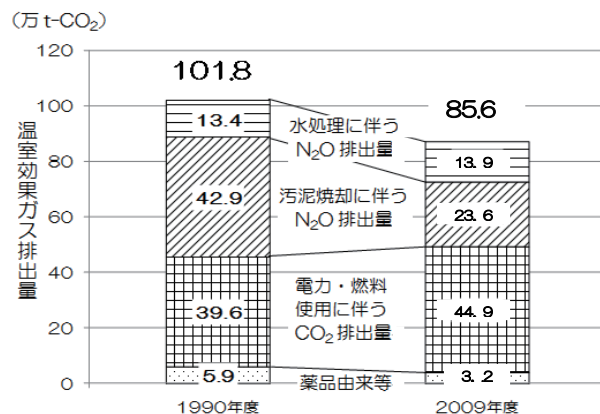 (万 t-CO₂)
101.8
85.6
120
100
80
60
40
20
0
温室効果ガス排出量
13.4
42.9
39.6
5.9
水処理に伴う
N₂O 排出量
汚泥焼却に伴う
N₂O 排出量
電力・燃料
使用に伴う
CO₂ 排出量
薬品由来等
13.9
23.6
44.9
3.2
1990年度
2009年度